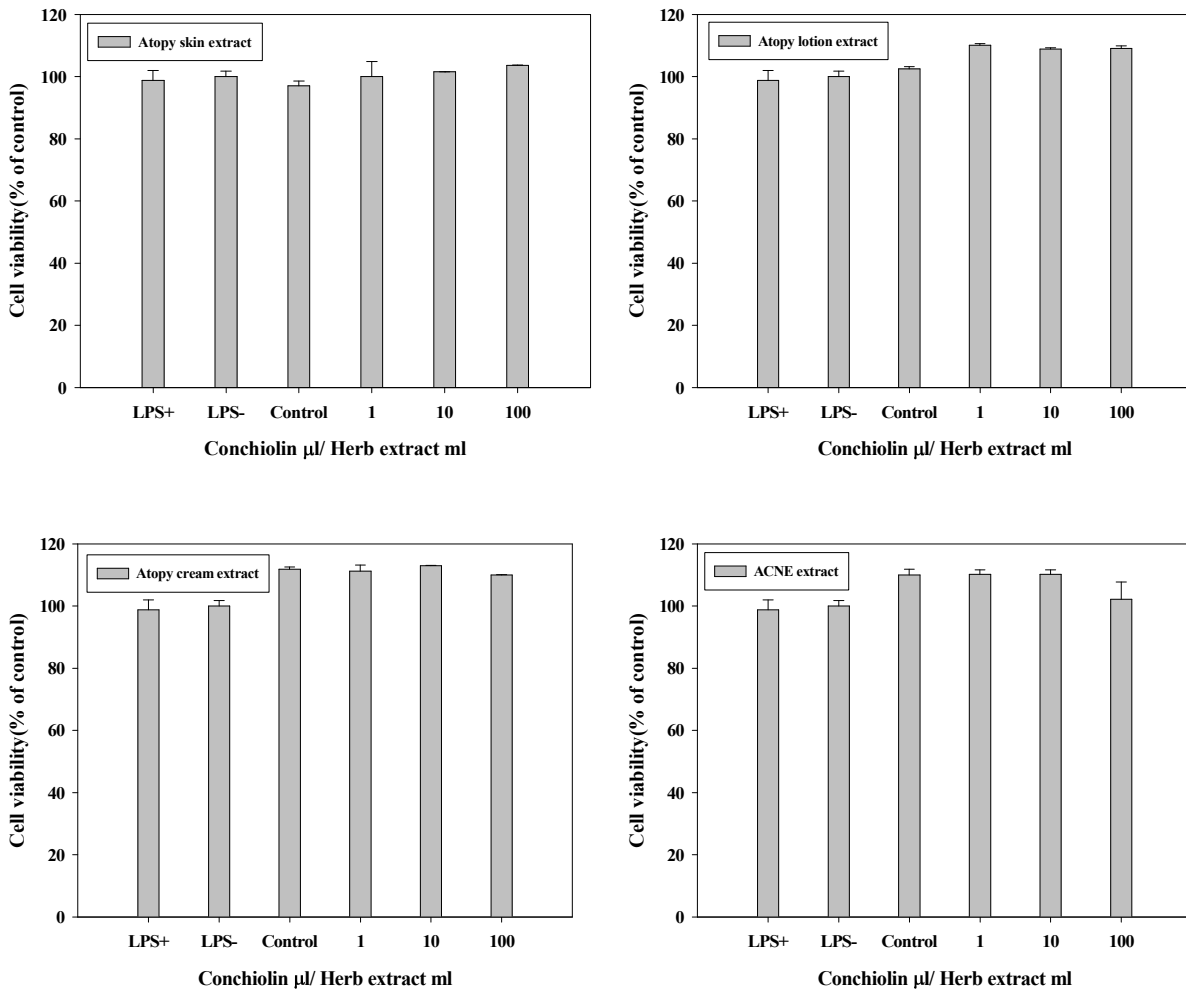 Atopy skin extract
Cell viability(% of control)
120
100
80
60
40
20
0
LPS+ LPS- Control 1 10 100
Conchiolin μl/ Herb extract ml
Atopy lotion extract
Cell viability(% of control)
120
100
80
60
40
20
0
LPS+ LPS- Control 1 10 100
Conchiolin μl/ Herb extract ml
Atopy cream extract
Cell viability(% of control)
120
100
80
60
40
20
0
LPS+ LPS- Control 1 10 100
Conchiolin μl/ Herb extract ml
ACNE extract
Cell viability(% of control)
120
100
80
60
40
20
0
LPS+ LPS- Control 1 10 100
Conchiolin μl/ Herb extract ml